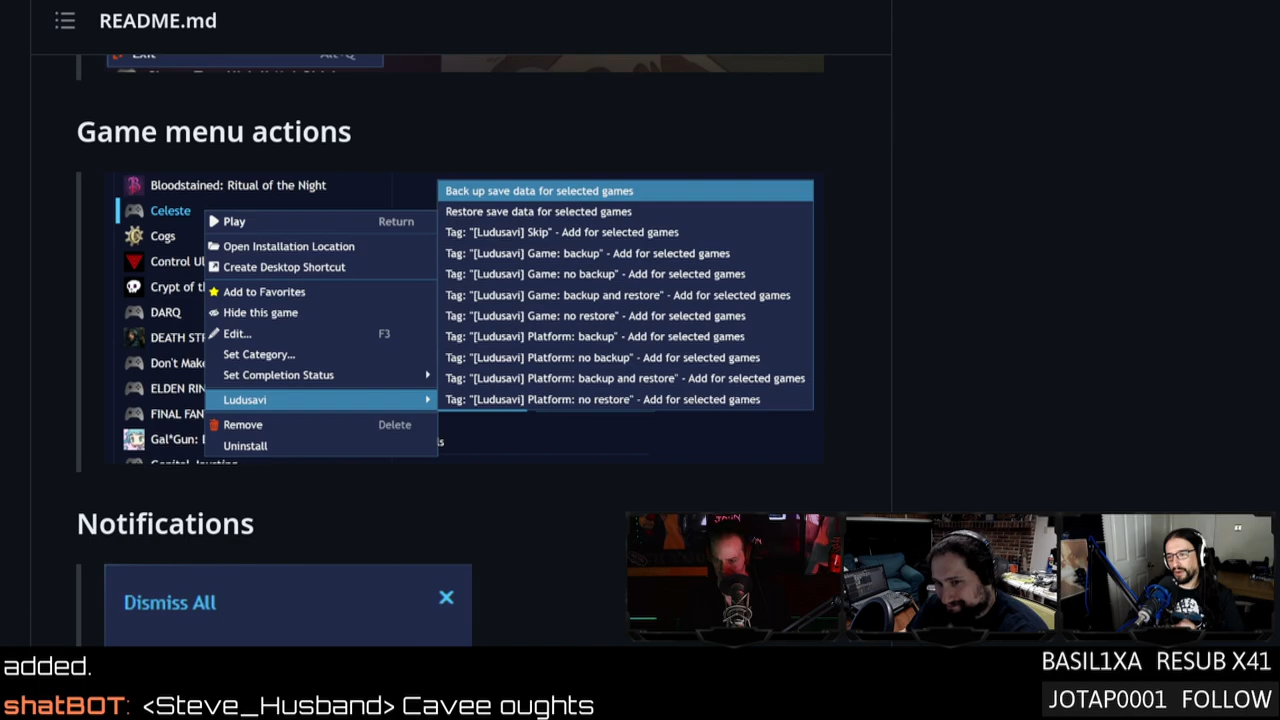 README.md
Exit Alt+Q
Game menu actions
Bloodstained: Ritual of the Night
Celeste
Cogs
Control Ul
Crypt of th
DARQ
DEATH STR
Don't Make
ELDEN RIN
FINAL FAN
Gal*Gun: D
Play Return
Open Installation Location
Create Desktop Shortcut
Add to Favorites
Hide this game
Edit... F3
Set Category...
Set Completion Status
Ludusavi
Remove Delete
Uninstall
Back up save data for selected games
Restore save data for selected games
Tag: "[Ludusavi] Skip" - Add for selected games
Tag: "[Ludusavi] Game: backup" - Add for selected games
Tag: "[Ludusavi] Game: no backup" - Add for selected games
Tag: "[Ludusavi] Game: backup and restore" - Add for selected games
Tag: "[Ludusavi] Game: no restore" - Add for selected games
Tag: "[Ludusavi] Platform: backup" - Add for selected games
Tag: "[Ludusavi] Platform: no backup" - Add for selected games
Tag: "[Ludusavi] Platform: backup and restore" - Add for selected games
Tag: "[Ludusavi] Platform: no restore" - Add for selected games
ls
Notifications
Dismiss All
added.
shatBOT: <Steve_Husband> Cavee oughts
BASIL1XA RESUB X41
JOTAP0001 FOLLOW